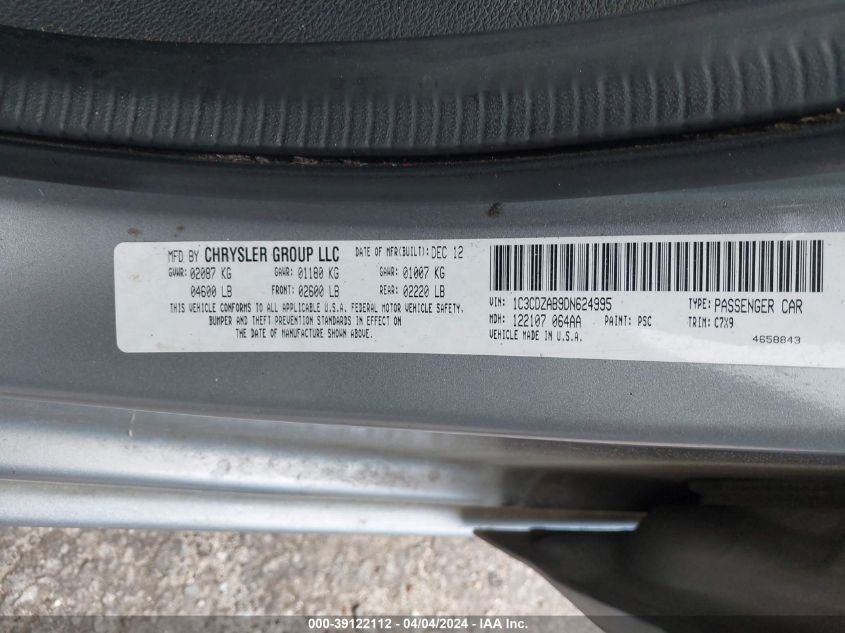 MFD BY CHRYSLER GROUP LLC DATE OF MFR(BUILT): DEC 12
GVWR: 02087 KG GAWR: 01180 KG GAWR: 01007 KG
04600 LB FRONT: 02600 LB REAR: 02220 LB
THIS VEHICLE CONFORMS TO ALL APPLICABLE U.S.A. FEDERAL MOTOR VEHICLE SAFETY,
BUMPER AND THEFT PREVENTION STANDARDS IN EFFECT ON
THE DATE OF MANUFACTURE SHOWN ABOVE.
VIN: 1C3CDZAB9DN624995 TYPE: PASSENGER CAR
MDH: 122107 064AA PAINT: PSC TRIM: C7X9
VEHICLE MADE IN U.S.A. 4658843
000-39122112 - 04/04/2024 - IAAI Inc.